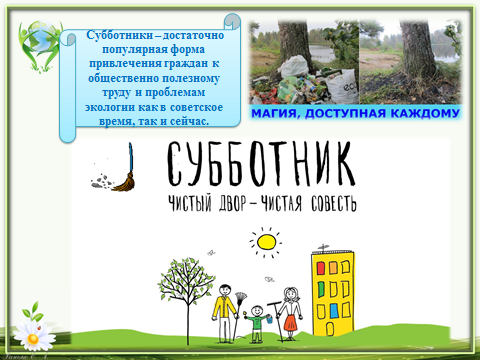 Субботники – достаточно
популярная форма
привлечения граждан к
общественно полезному
труду и проблемам
экологии как в советское
время, так и сейчас.
МАГИЯ, ДОСТУПНАЯ КАЖДОМУ
СУББОТНИК
ЧИСТЫЙ ДВОР – ЧИСТАЯ СОВЕСТЬ